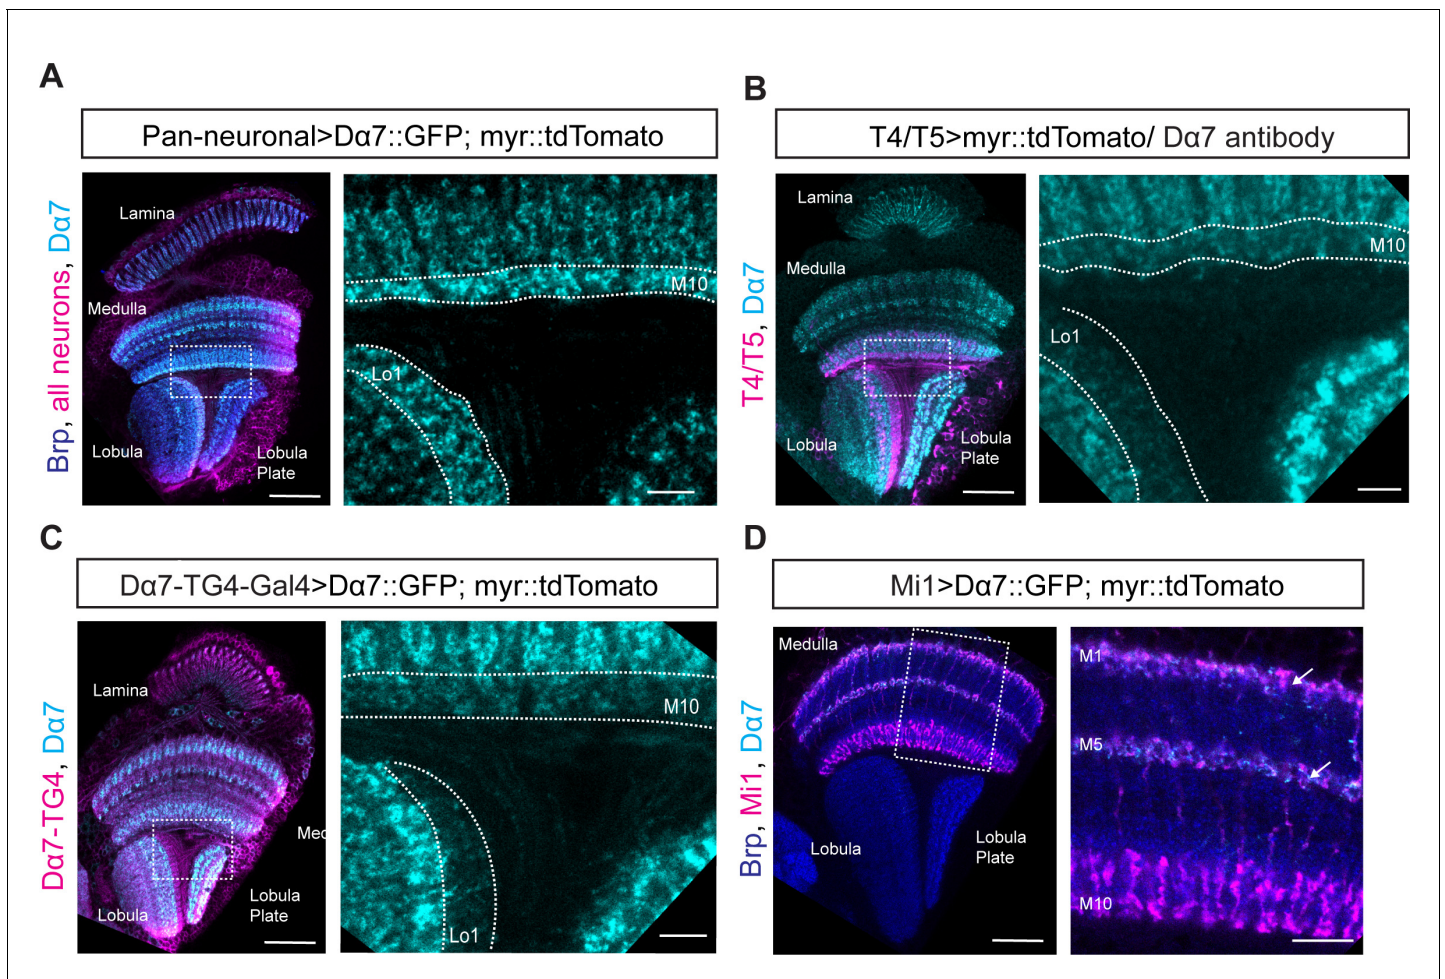 A
Pan-neuronal>Dα7::GFP; myr::tdTomato
Brp, all neurons, Dα7
Lamina
Medulla
Lobula
Lobula
Plate
M10
Lo1
B
T4/T5>myr::tdTomato/ Dα7 antibody
T4/T5, Dα7
Lamina
Medulla
Lobula
Lobula
Plate
M10
Lo1
C
Dα7-TG4-Gal4>Dα7::GFP; myr::tdTomato
Dα7-TG4, Dα7
Lamina
Med
Lobula
Lobula
Plate
M10
Lo1
D
Mi1>Dα7::GFP; myr::tdTomato
Brp, Mi1, Dα7
Medulla
Lobula
Lobula
Plate
M1
M5
M10